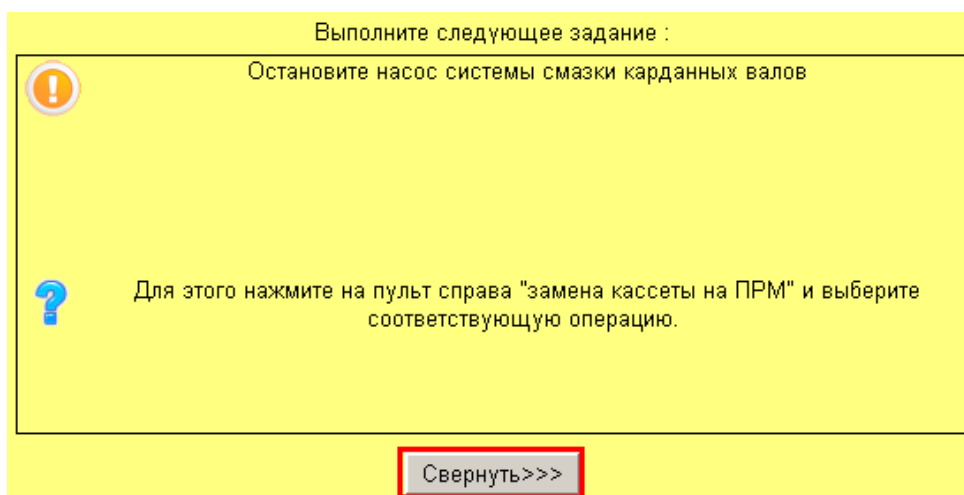 Выполните следующее задание :
Остановите насос системы смазки карданных валов
Для этого нажмите на пульт справа "замена кассеты на ПРМ" и выберите
соответствующую операцию.
Свернуть>>>